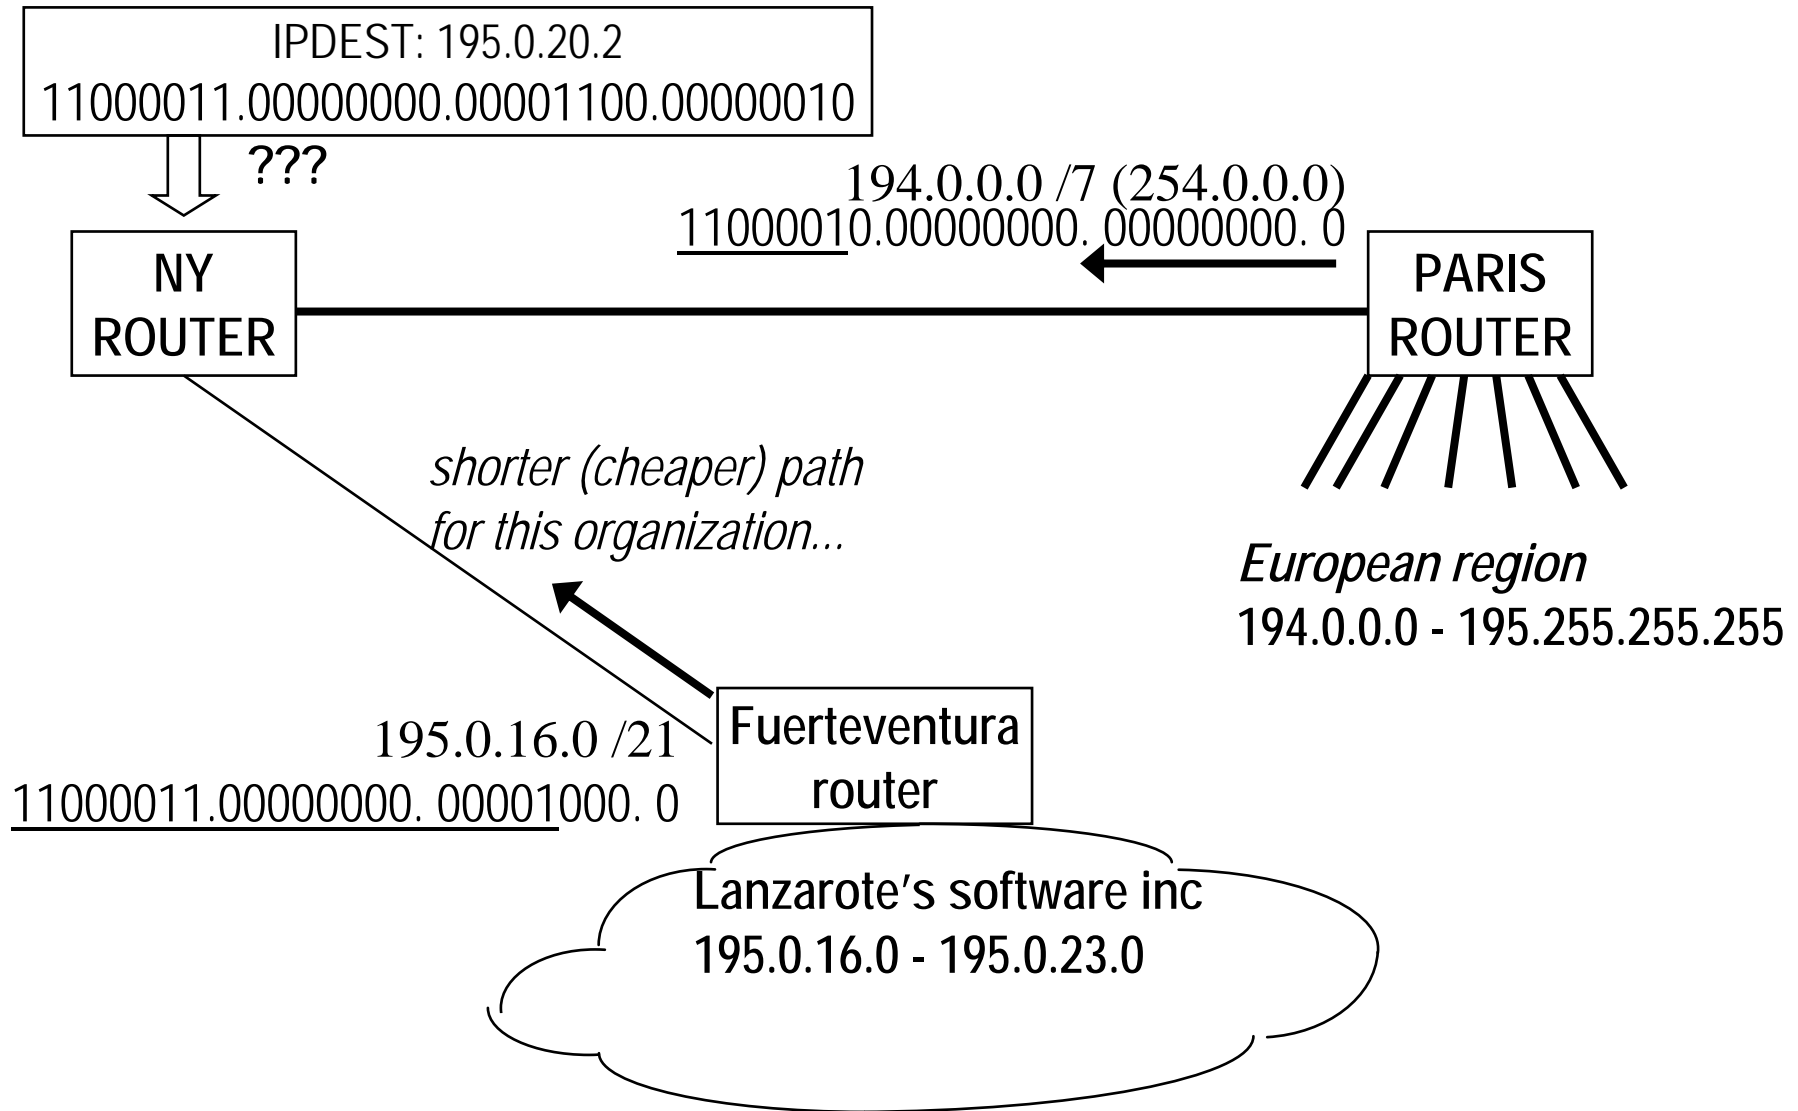 IPDEST: 195.0.20.2
11000011.00000000.00001100.00000010
???
194.0.0.0 /7 (254.0.0.0)
11000010.00000000. 00000000. 0
NY
ROUTER
PARIS
ROUTER
shorter (cheaper) path
for this organization...
European region
194.0.0.0 - 195.255.255.255
195.0.16.0 /21
11000011.00000000. 00001000. 0
Fuerteventura
router
Lanzarote's software inc
195.0.16.0 - 195.0.23.0